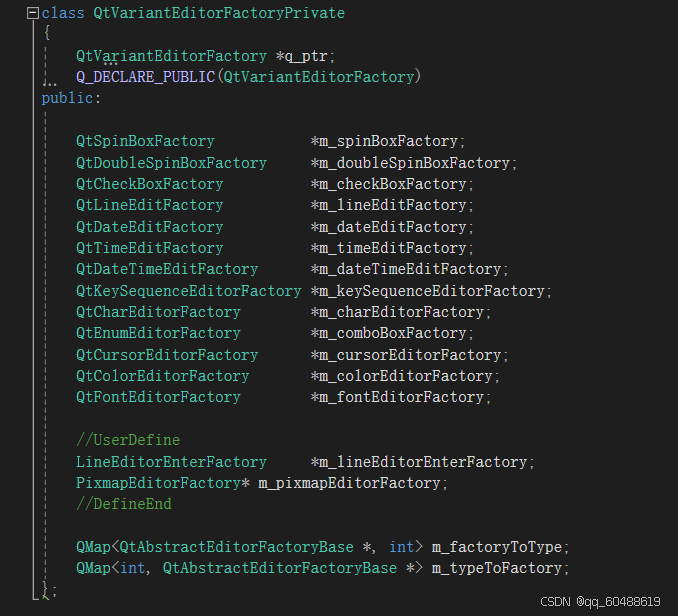 class QtVariantEditorFactoryPrivate
{
QtVariantEditorFactory *q_ptr;
Q_DECLARE_PUBLIC(QtVariantEditorFactory)
public:
QtSpinBoxFactory *m_spinBoxFactory;
QtDoubleSpinBoxFactory *m_doubleSpinBoxFactory;
QtCheckBoxFactory *m_checkBoxFactory;
QtLineEditFactory *m_lineEditFactory;
QtDateEditFactory *m_dateEditFactory;
QtTimeEditFactory *m_timeEditFactory;
QtDateTimeEditFactory *m_dateTimeEditFactory;
QtKeySequenceEditorFactory *m_keySequenceEditorFactory;
QtCharEditorFactory *m_charEditorFactory;
QtEnumEditorFactory *m_comboBoxFactory;
QtCursorEditorFactory *m_cursorEditorFactory;
QtColorEditorFactory *m_colorEditorFactory;
QtFontEditorFactory *m_fontEditorFactory;
//UserDefine
LineEditorEnterFactory *m_lineEditorEnterFactory;
PixmapEditorFactory* m_pixmapEditorFactory;
//DefineEnd
QMap<QtAbstractEditorFactoryBase *, int> m_factoryToType;
QMap<int, QtAbstractEditorFactoryBase *> m_typeToFactory;
};
CSDN @qq_60488619